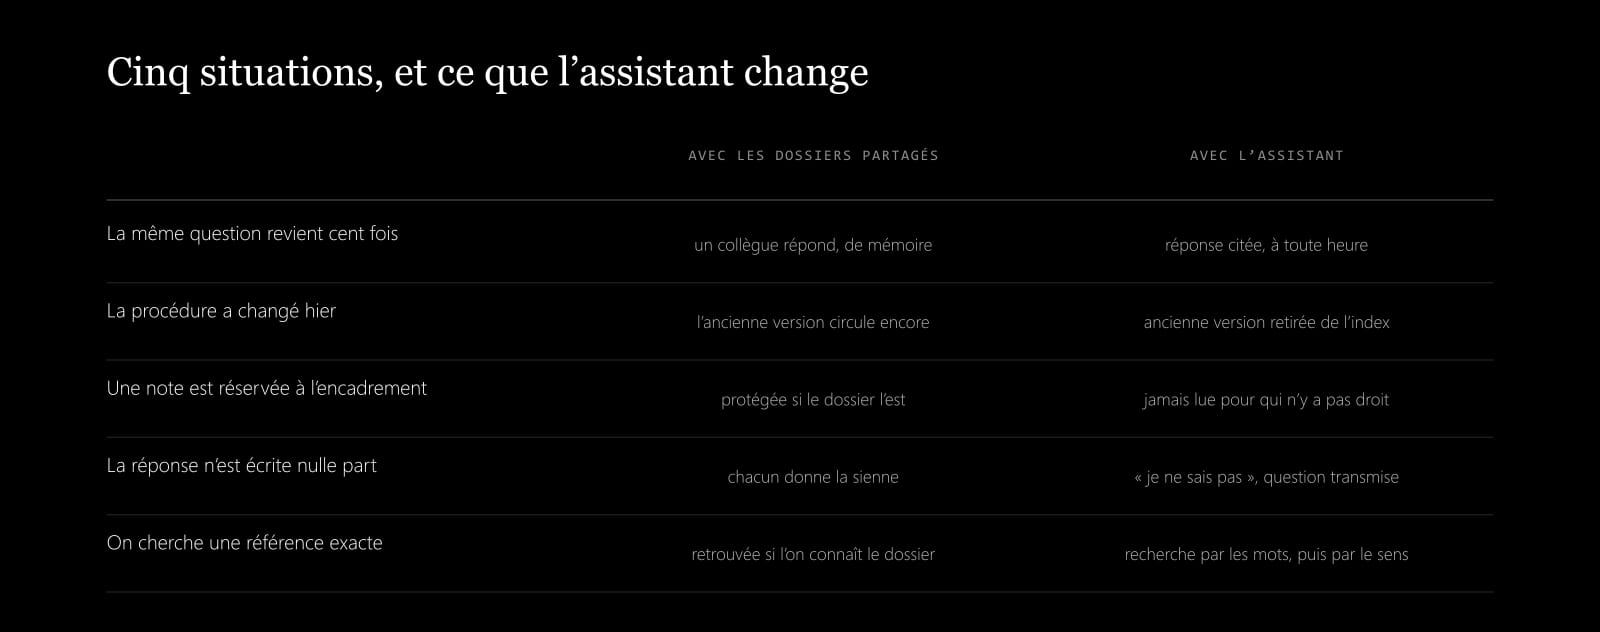 Cinq situations, et ce que l’assistant change
AVEC LES DOSSIERS PARTAGÉS
AVEC L’ASSISTANT
La même question revient cent fois
un collègue répond, de mémoire
réponse citée, à toute heure
La procédure a changé hier
l’ancienne version circule encore
ancienne version retirée de l’index
Une note est réservée à l’encadrement
protégée si le dossier l’est
jamais lue pour qui n’y a pas droit
La réponse n’est écrite nulle part
chacun donne la sienne
« je ne sais pas », question transmise
On cherche une référence exacte
retrouvée si l’on connaît le dossier
recherche par les mots, puis par le sens